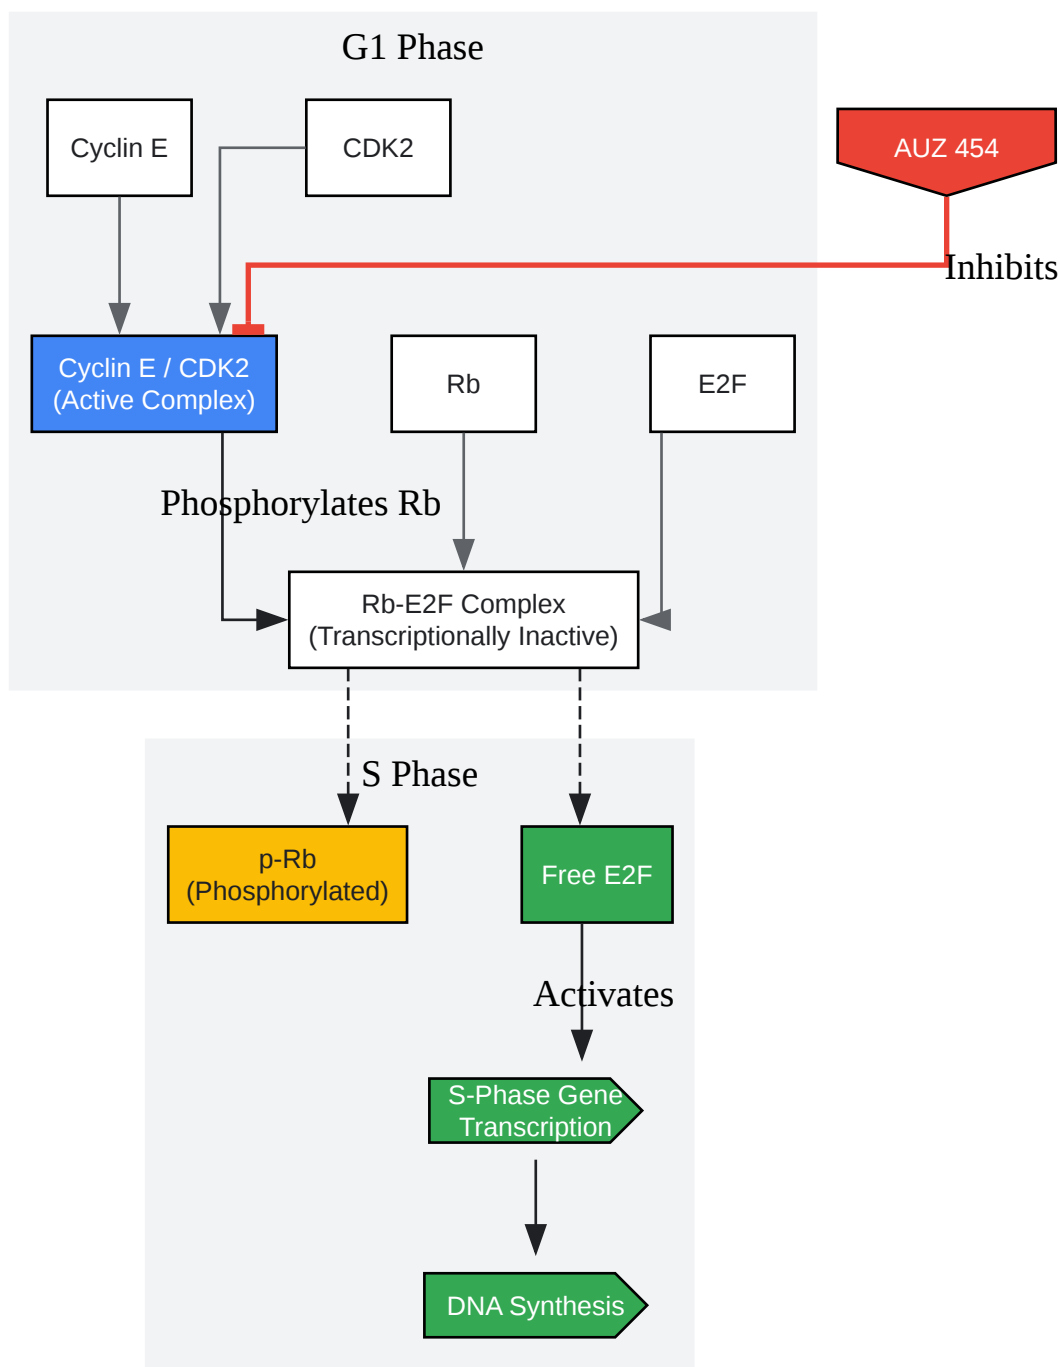 G1 Phase
Cyclin E
CDK2
AUZ 454
Inhibits
Cyclin E / CDK2
(Active Complex)
Rb
E2F
Phosphorylates Rb
Rb-E2F Complex
(Transcriptionally Inactive)
S Phase
p-Rb
(Phosphorylated)
Free E2F
Activates
S-Phase Gene
Transcription
DNA Synthesis